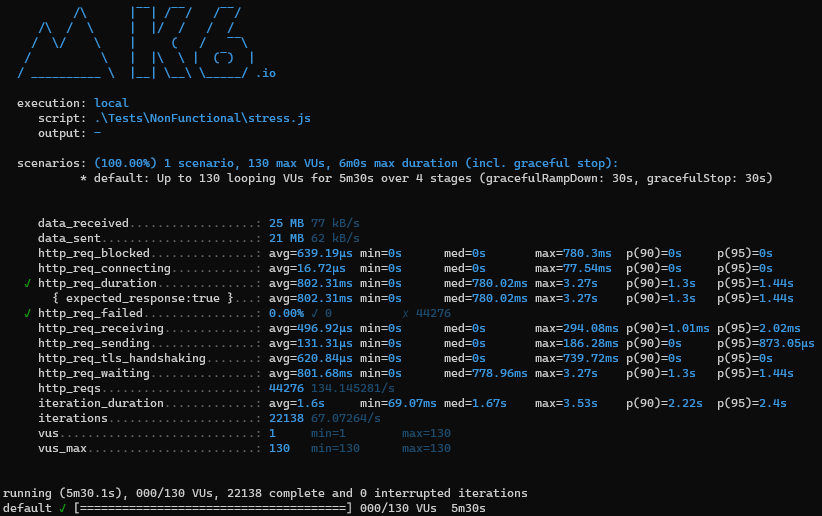 /\      |‾‾| /‾‾/   /‾‾/
     /\  /  \     |  |/  /   /  /
    /  \/    \    |     (   /   ‾‾\
   /          \   |  |\  \ |  (‾)  |
  / __________ \  |__| \__\ \_____/ .io
  execution: local
     script: .\Tests\NonFunctional\stress.js
     output: -
  scenarios: (100.00%) 1 scenario, 130 max VUs, 6m0s max duration (incl. graceful stop):
           * default: Up to 130 looping VUs for 5m30s over 4 stages (gracefulRampDown: 30s, gracefulStop: 30s)
     data_received..................: 25 MB 77 kB/s
     data_sent......................: 21 MB 62 kB/s
     http_req_blocked...............: avg=639.19µs min=0s      med=0s       max=780.3ms  p(90)=0s     p(95)=0s
     http_req_connecting............: avg=16.72µs  min=0s      med=0s       max=77.54ms  p(90)=0s     p(95)=0s
   ✓ http_req_duration..............: avg=802.31ms min=0s      med=780.02ms max=3.27s    p(90)=1.3s   p(95)=1.44s
       { expected_response:true }...: avg=802.31ms min=0s      med=780.02ms max=3.27s    p(90)=1.3s   p(95)=1.44s
   ✓ http_req_failed................: 0.00% ✓ 0          ✗ 44276
     http_req_receiving.............: avg=496.92µs min=0s      med=0s       max=294.08ms p(90)=1.01ms p(95)=2.02ms
     http_req_sending...............: avg=131.31µs min=0s      med=0s       max=186.28ms p(90)=0s     p(95)=873.05µs
     http_req_tls_handshaking.......: avg=620.84µs min=0s      med=0s       max=739.72ms p(90)=0s     p(95)=0s
     http_req_waiting...............: avg=801.68ms min=0s      med=778.96ms max=3.27s    p(90)=1.3s   p(95)=1.44s
     http_reqs......................: 44276 134.145281/s
     iteration_duration.............: avg=1.6s     min=69.07ms med=1.67s    max=3.53s    p(90)=2.22s  p(95)=2.4s
     iterations.....................: 22138 67.07264/s
     vus............................: 1     min=1      max=130
     vus_max........................: 130   min=130    max=130
running (5m30.1s), 000/130 VUs, 22138 complete and 0 interrupted iterations
default ✓ [======================================] 000/130 VUs  5m30s